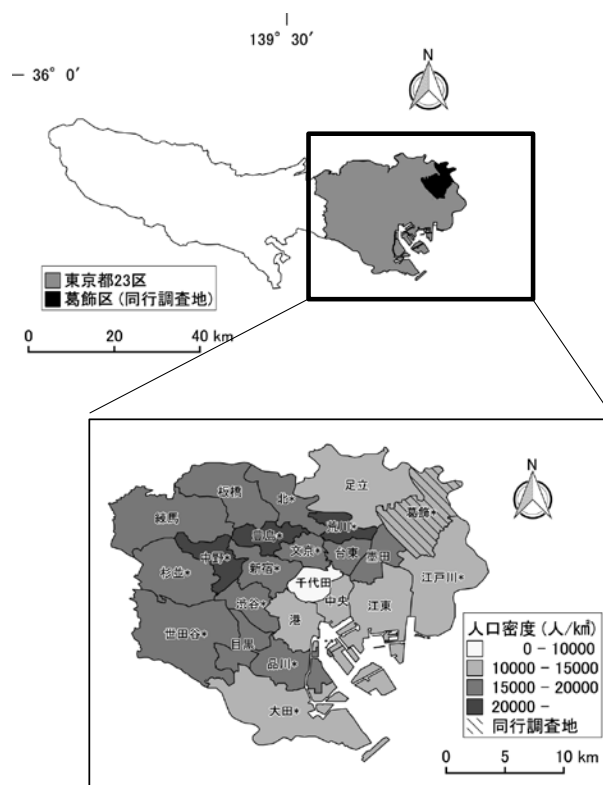 139° 30′
36° 0′
N
東京都23区
葛飾区（同行調査地）
0 20 40 km
N
足立
板橋
北*
葛飾*
練馬
荒川*
豊島*
文京*
台東
墨田
中野*
新宿*
杉並*
江戸川*
千代田
渋谷*
中央
江東
港
世田谷*
目黒
品川*
大田*
人口密度（人/k㎡）
0 - 10000
10000 - 15000
15000 - 20000
20000 -
同行調査地
0 5 10 km